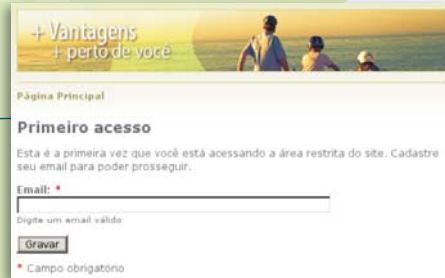 + Vantagens
+ perto de você
Página Principal
Primeiro acesso
Esta é a primeira vez que você está acessando a área restrita do site. Cadastre
seu email para poder prosseguir.
Email: *
Digite um email válido
Gravar
* Campo obrigatório